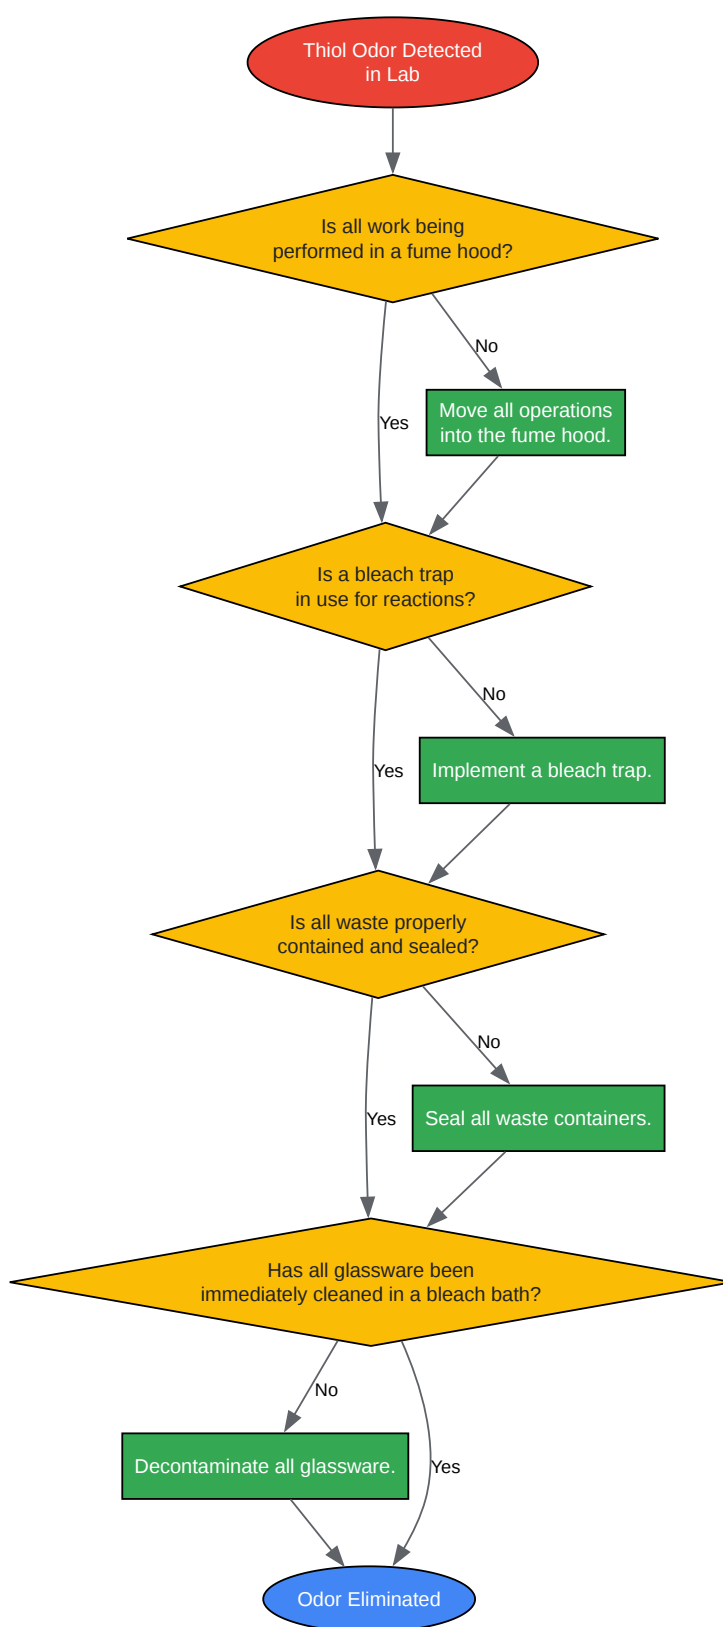 Thiol Odor Detected
in Lab
Is all work being
performed in a fume hood?
No
Move all operations
into the fume hood.
Yes
Is a bleach trap
in use for reactions?
No
Implement a bleach trap.
Yes
Is all waste properly
contained and sealed?
No
Seal all waste containers.
Yes
Has all glassware been
immediately cleaned in a bleach bath?
No
Decontaminate all glassware.
Yes
Odor Eliminated